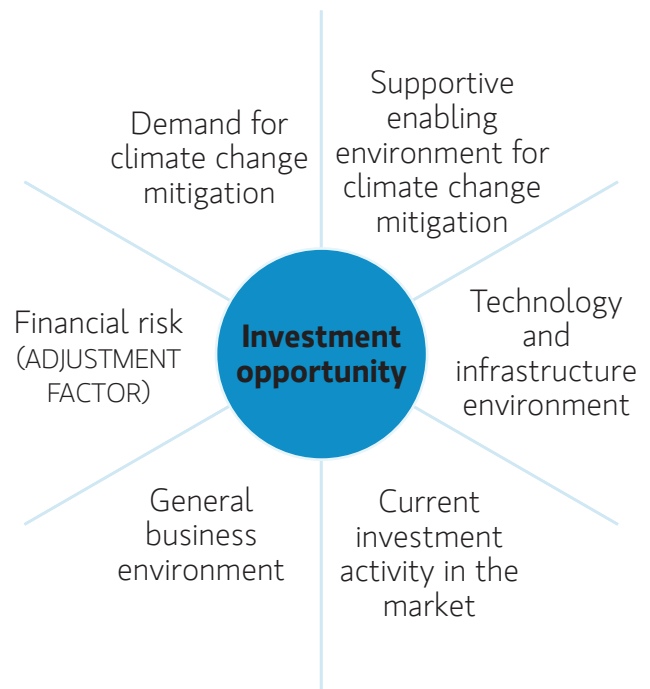 Demand for
climate change
mitigation
Supportive
enabling
environment for
climate change
mitigation
Financial risk
(ADJUSTMENT
FACTOR)
Investment
opportunity
Technology
and
infrastructure
environment
General
business
environment
Current
investment
activity in the
market